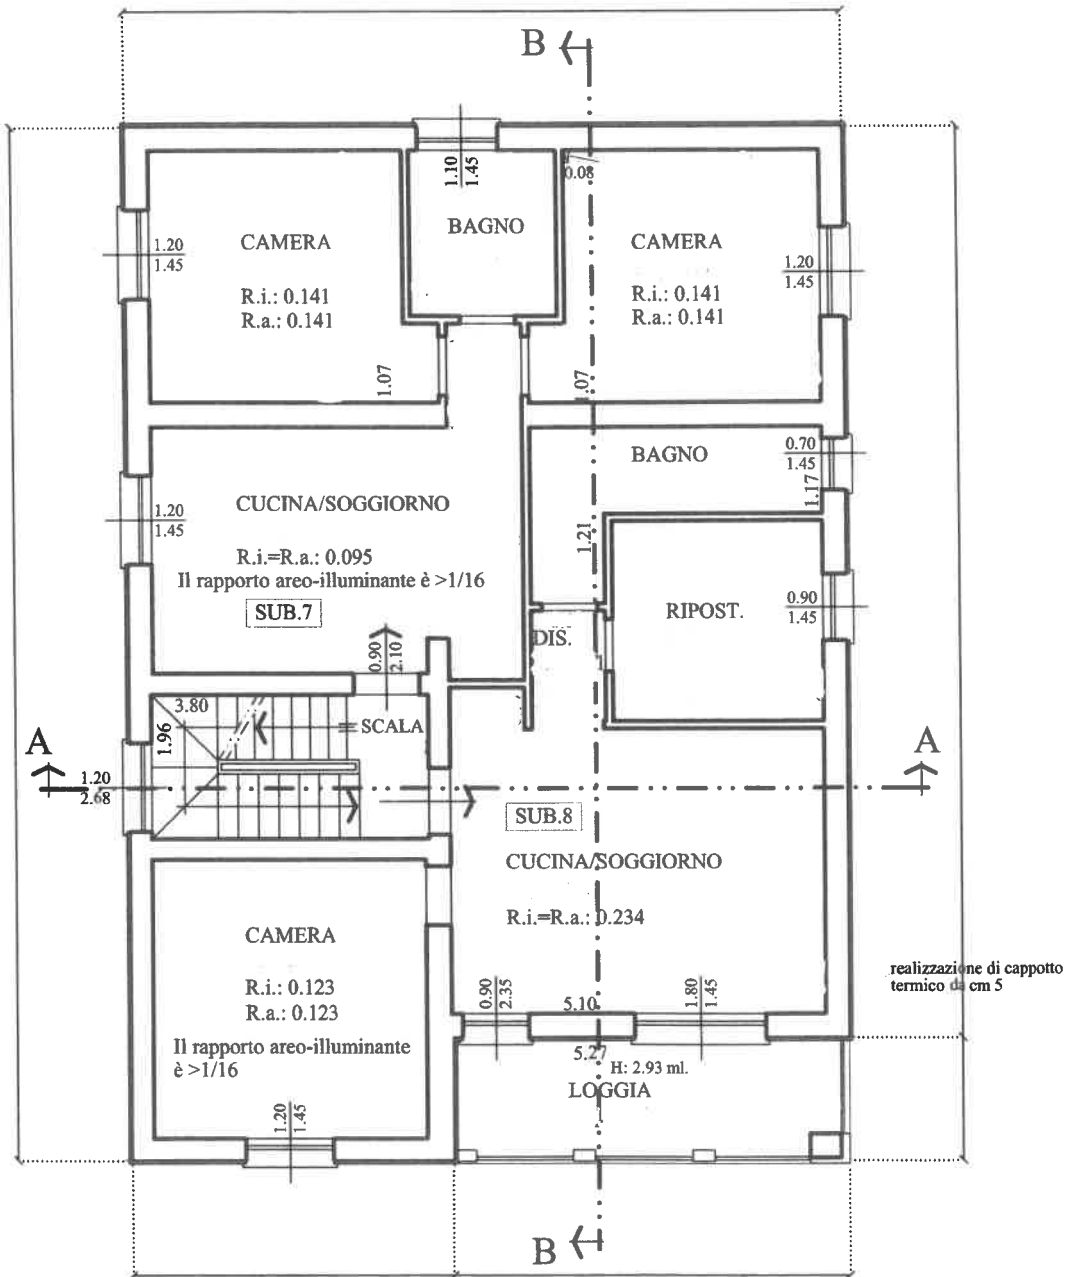 B
1.10
1.45
0.08
BAGNO
CAMERA
1.20
1.45
R.i.: 0.141
R.a.: 0.141
CAMERA
1.20
1.45
R.i.: 0.141
R.a.: 0.141
1.07
1.07
BAGNO
0.70
1.45
1.17
CUCINA/SOGGIORNO
1.20
1.45
R.i.=R.a.: 0.095
Il rapporto areo-illuminante è >1/16
SUB.7
1.21
RIPOST.
0.90
1.45
DIS.
0.90
2.10
3.80
1.96
SCALA
A
A
1.20
2.68
SUB.8
CUCINA/SOGGIORNO
R.i.=R.a.: 0.234
CAMERA
R.i.: 0.123
R.a.: 0.123
Il rapporto areo-illuminante
è >1/16
realizzazione di cappotto
termico da cm 5
0.90
2.35
5.10
1.80
1.45
5.27
H: 2.93 ml.
LOGGIA
1.20
1.45
B